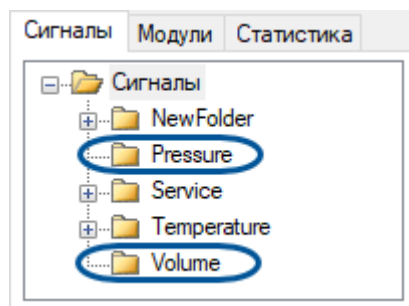 Сигналы Модули Статистика
Сигналы
NewFolder
Pressure
Service
Temperature
Volume